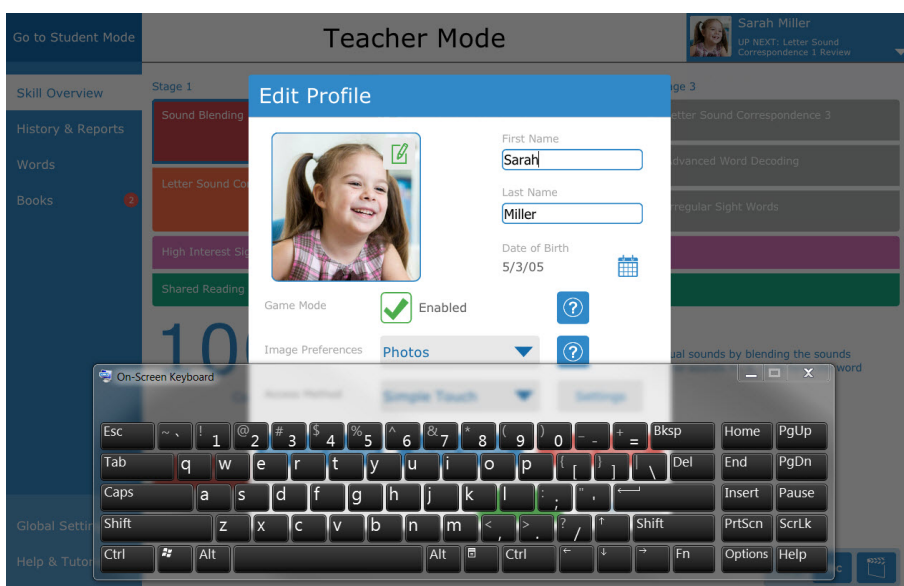 Go to Student Mode
Teacher Mode
Sarah Miller
UP NEXT: Letter Sound
Correspondence 1 Review
Skill Overview
History & Reports
Words
Books 2
Stage 1
Sound Blending
Letter Sound Co
High Interest Sig
Shared Reading
ge 3
etter Sound Correspondence 3
dvanced Word Decoding
rregular Sight Words
Edit Profile
First Name
Sarah
Last Name
Miller
Date of Birth
5/3/05
Game Mode
Enabled
?
Image Preferences
Photos
?
Access Method
Simple Touch
Settings
10
ual sounds by blending the sounds
word
On-Screen Keyboard
Esc ~ ` ! 1 @ 2 # 3 $ 4 % 5 ^ 6 & 7 * 8 ( 9 ) 0 _ - + = Bksp Home PgUp
Tab q w e r t y u i o p { [ } ] | \ Del End PgDn
Caps a s d f g h j k l : ; " ' Insert Pause
Shift z x c v b n m < , > . ? / ↑ Shift PrtScn ScrLk
Ctrl Alt Alt Ctrl ← ↓ → Fn Options Help
Global Settin
Help & Tutor